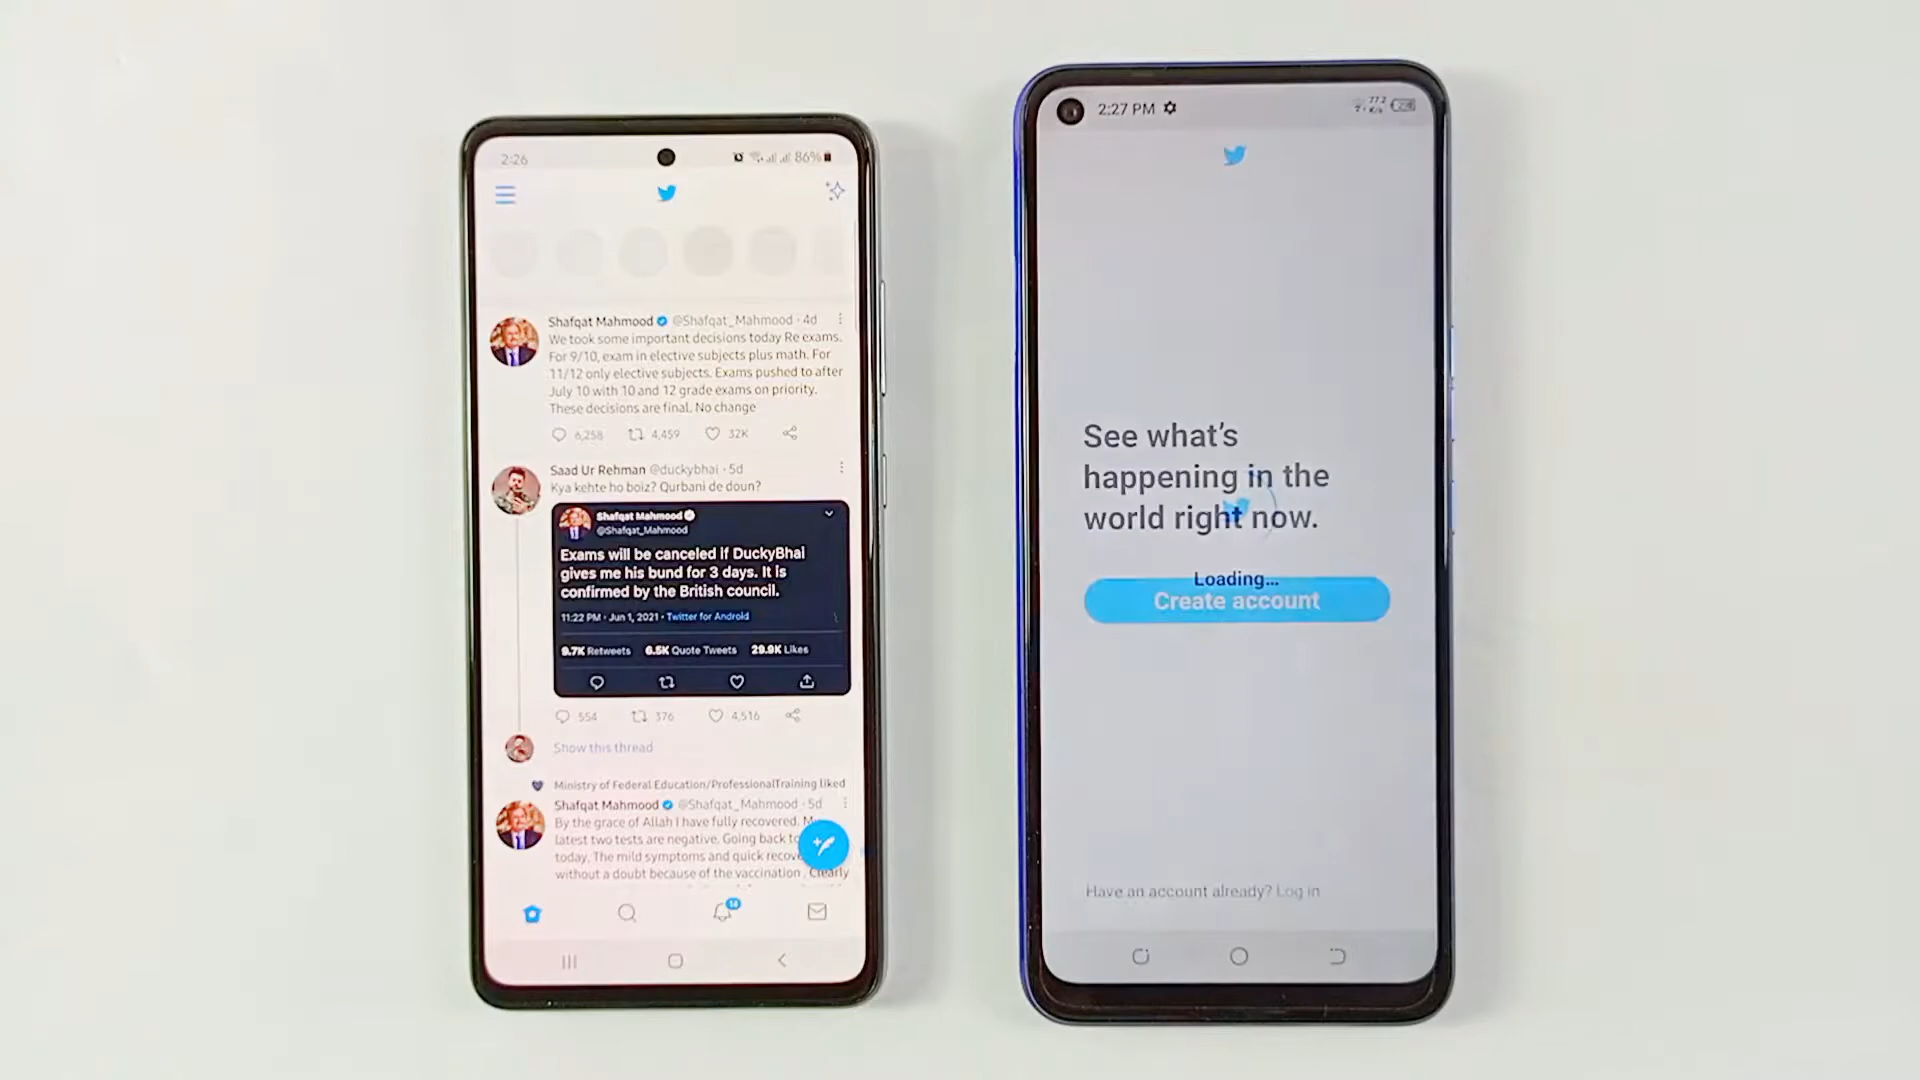 2:26
86%
Shafqat Mahmood @Shafqat_Mahmood · 4d
We took some important decisions today Re exams.
For 9/10, exam in elective subjects plus math. For
11/12 only elective subjects. Exams pushed to after
July 10 with 10 and 12 grade exams on priority.
These decisions are final. No change
6,258 4,459 32K
Saad Ur Rehman @duckybhai · 5d
Kya kehte ho boiz? Qurbani de doun?
Shafqat Mahmood
@Shafqat_Mahmood
Exams will be canceled if DuckyBhai
gives me his bund for 3 days. It is
confirmed by the British council.
11:22 PM · Jun 1, 2021 · Twitter for Android
9.7K Retweets 6.5K Quote Tweets 29.9K Likes
554 376 4,516
Show this thread
Ministry of Federal Education/ProfessionalTraining liked
Shafqat Mahmood @Shafqat_Mahmood · 5d
By the grace of Allah I have fully recovered.
latest two tests are negative. Going back to
today. The mild symptoms and quick
without a doubt because of the vaccination. Clearly
14
2:27 PM
77.2
K/s
See what's
happening in the
world right now.
Loading...
Create account
Have an account already? Log in